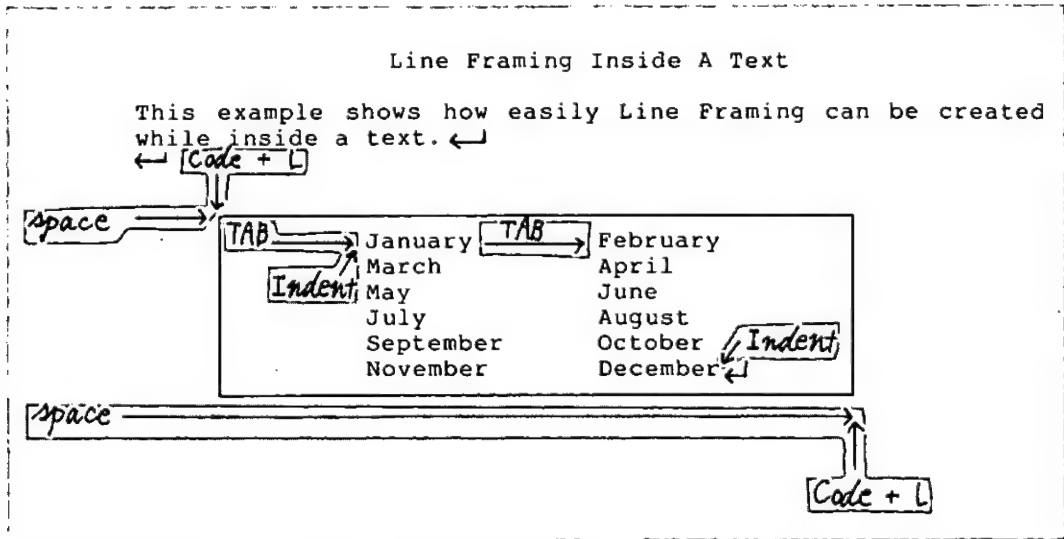 Line Framing Inside A Text
This example shows how easily Line Framing can be created
while inside a text. ↵
↵ Code + L
space
TAB January TAB February
March April
Indent May June
July August
September October Indent
November December ↵
space
Code + L